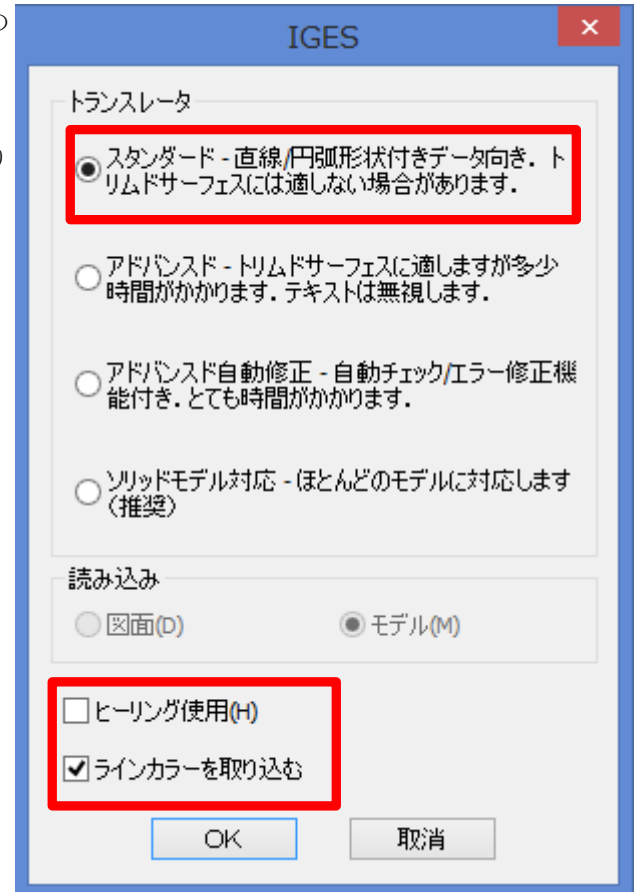 の
IGES
り
トランスレータ
スタンダード - 直線/円弧形状付きデータ向き. ト
リムドサーフェスには適しない場合があります.
アドバンスド - トリムドサーフェスに適しますが多少
時間がかかります. テキストは無視します.
アドバンスド自動修正 - 自動チェック/エラー修正機
能付き. とても時間がかかります.
ソリッドモデル対応 - ほとんどのモデルに対応します
(推奨)
読み込み
図面(D) モデル(M)
ヒーリング使用(H)
ラインカラーを取り込む
OK 取消